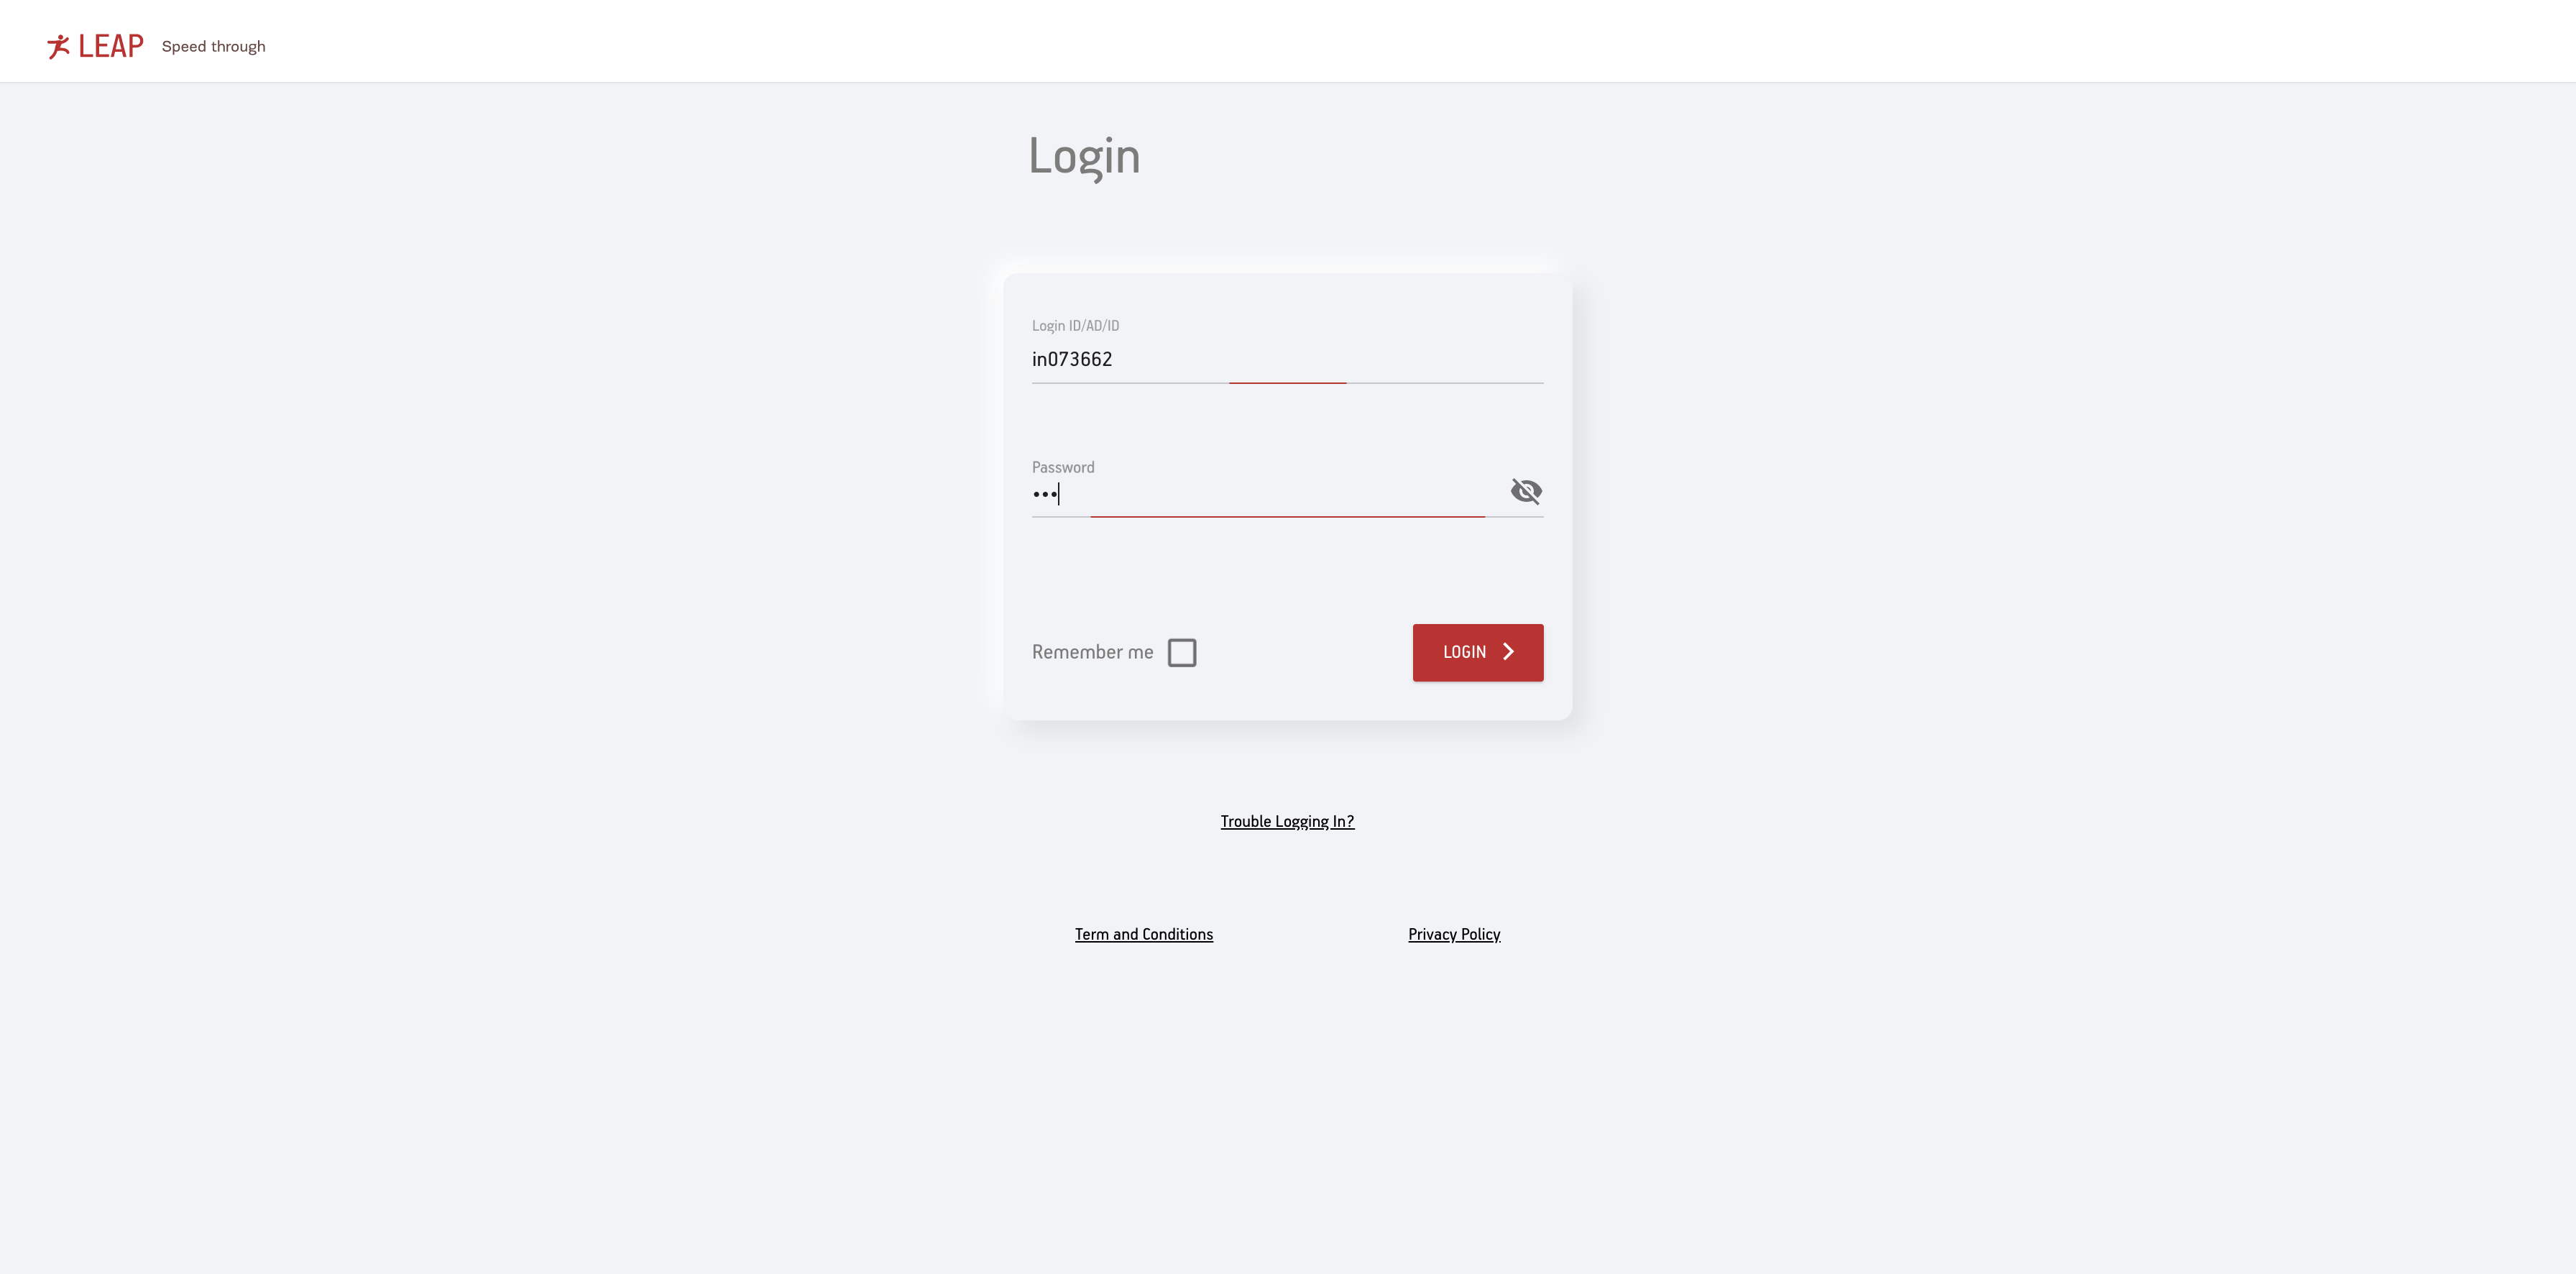 LEAP Speed through
Login
Login ID/AD/ID
in073662
Password
•••
Remember me
LOGIN
Trouble Logging In?
Term and Conditions
Privacy Policy